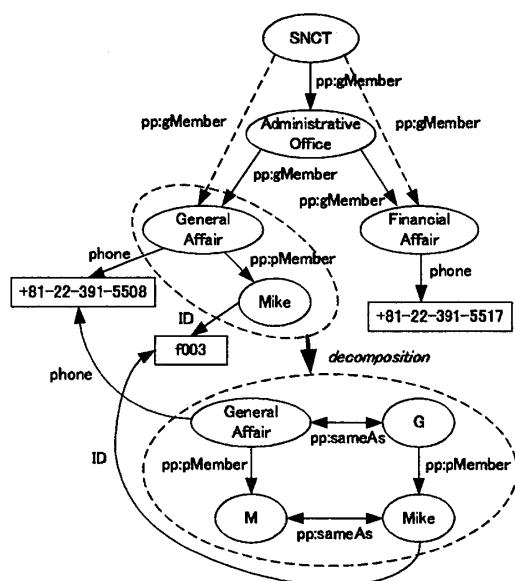 SNCT
pp:gMember
pp:gMember
Administrative
Office
pp:gMember
pp:gMember
pp:gMember
General
Affair
Financial
Affair
phone
pp:pMember
phone
+81-22-391-5508
Mike
+81-22-391-5517
ID
f003
decomposition
phone
General
Affair
G
pp:sameAs
ID
pp:pMember
pp:pMember
M
Mike
pp:sameAs